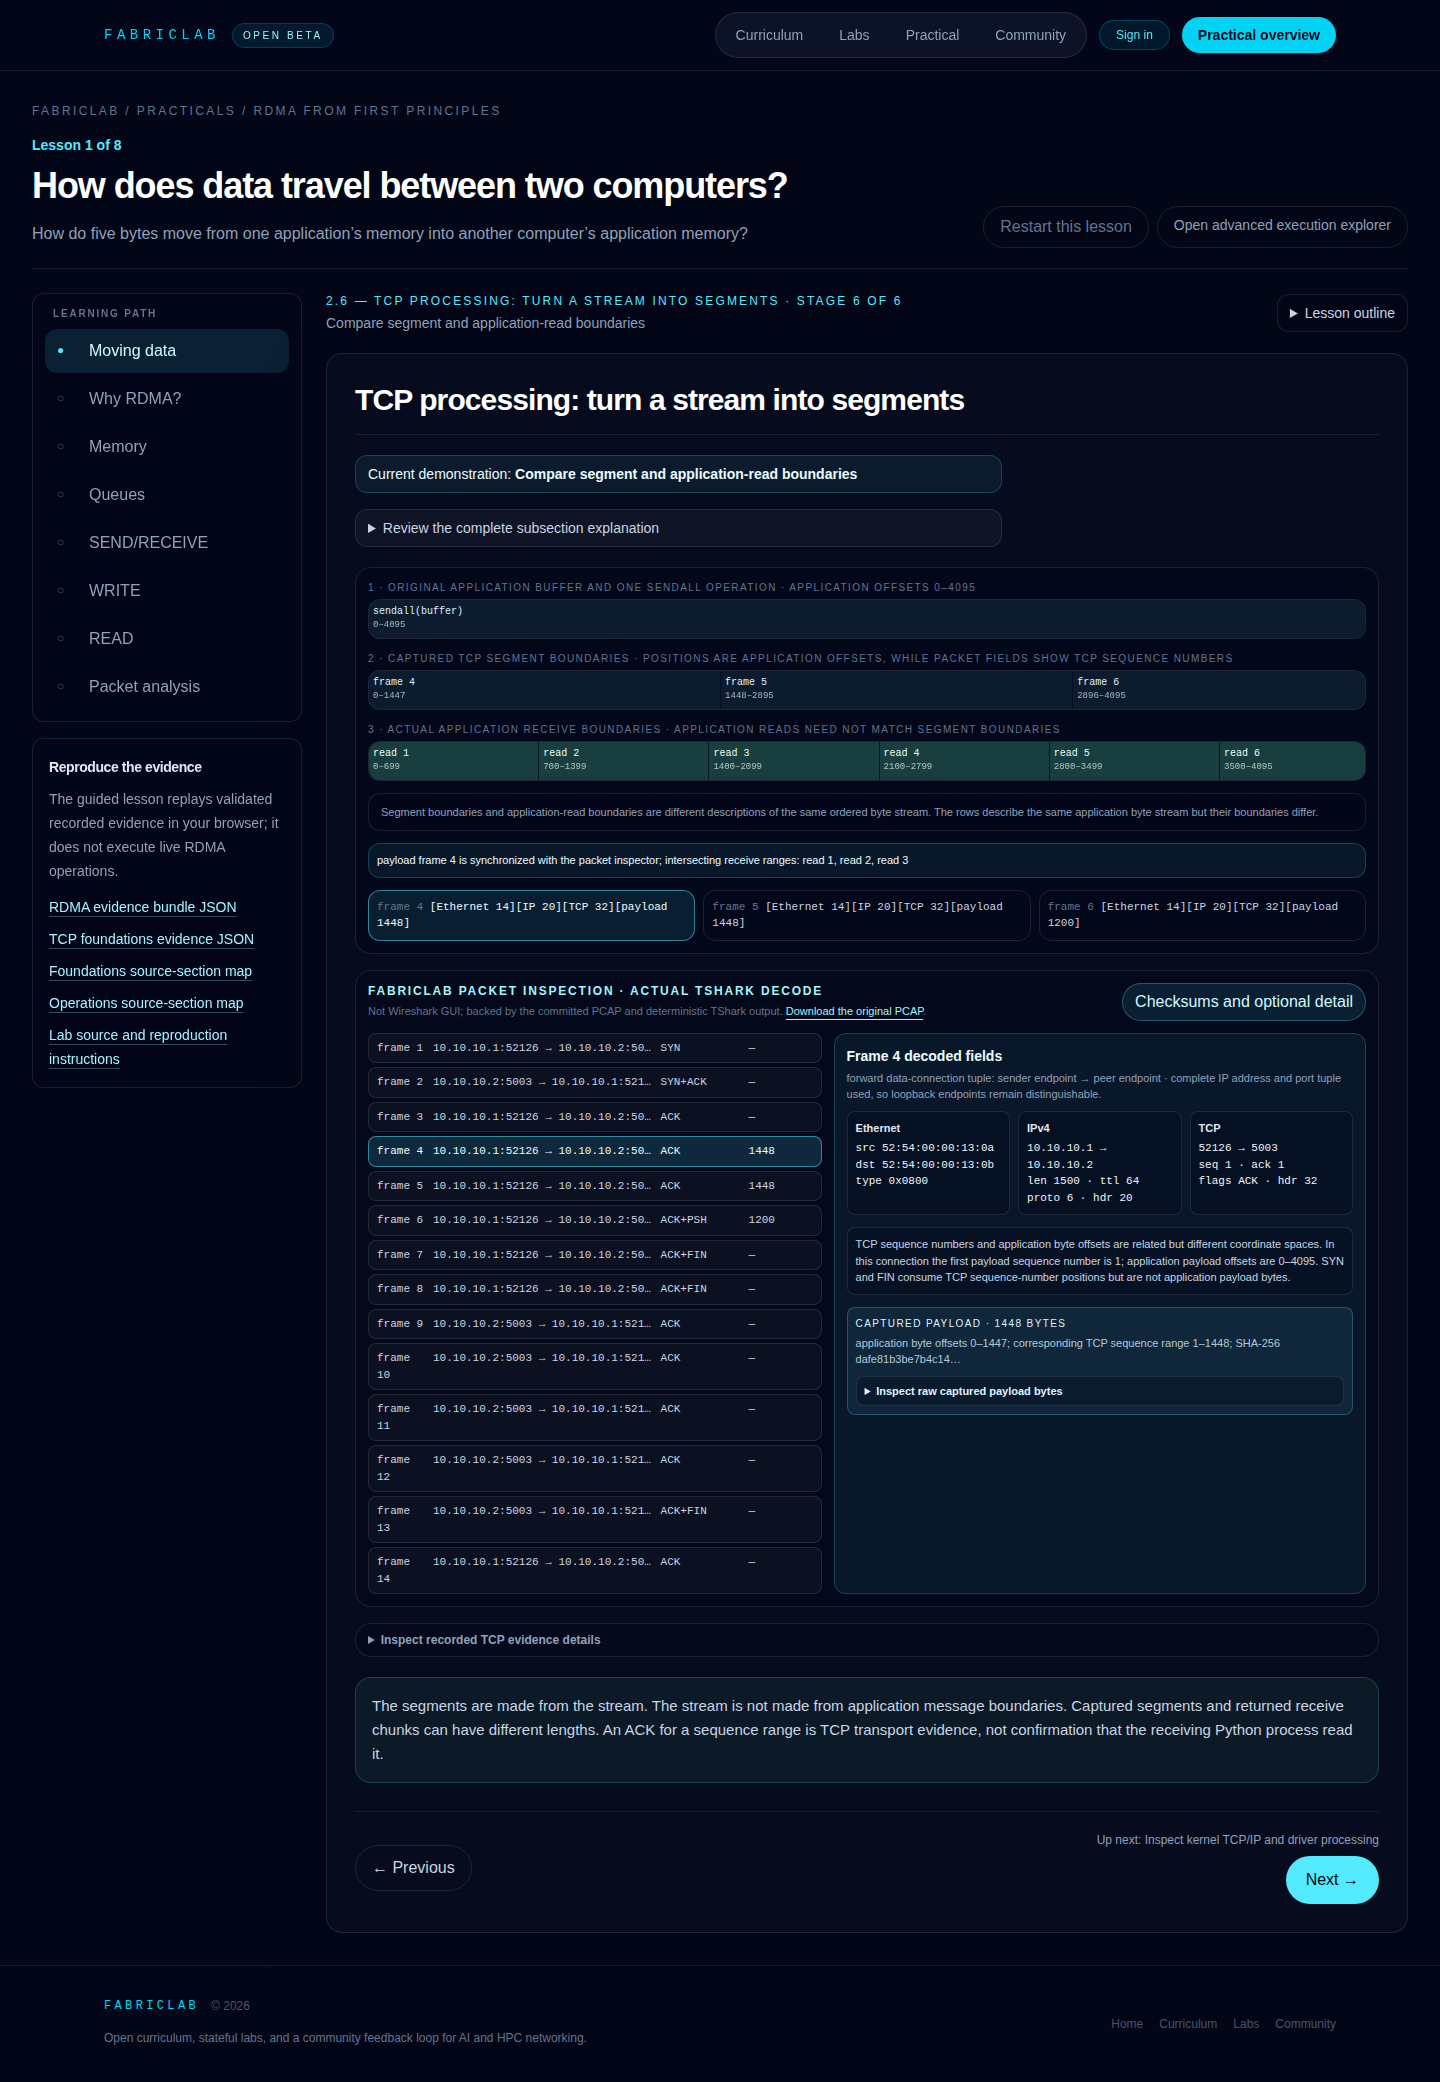 FABRICLAB OPEN BETA Curriculum Labs Practical Community Sign in Practical overview
FABRICLAB / PRACTICALS / RDMA FROM FIRST PRINCIPLES
Lesson 1 of 8
How does data travel between two computers?
How do five bytes move from one application’s memory into another computer’s application memory?
Restart this lesson Open advanced execution explorer
LEARNING PATH
Moving data
Why RDMA?
Memory
Queues
SEND/RECEIVE
WRITE
READ
Packet analysis
Reproduce the evidence
The guided lesson replays validated
recorded evidence in your browser; it
does not execute live RDMA
operations.
RDMA evidence bundle JSON
TCP foundations evidence JSON
Foundations source-section map
Operations source-section map
Lab source and reproduction
instructions
2.6 — TCP PROCESSING: TURN A STREAM INTO SEGMENTS · STAGE 6 OF 6
Compare segment and application-read boundaries
▶ Lesson outline
TCP processing: turn a stream into segments
Current demonstration: Compare segment and application-read boundaries
▶ Review the complete subsection explanation
1 · ORIGINAL APPLICATION BUFFER AND ONE SENDALL OPERATION · APPLICATION OFFSETS 0–4095
sendall(buffer)
0–4095
2 · CAPTURED TCP SEGMENT BOUNDARIES · POSITIONS ARE APPLICATION OFFSETS, WHILE PACKET FIELDS SHOW TCP SEQUENCE NUMBERS
frame 4 frame 5 frame 6
0–1447 1448–2895 2896–4095
3 · ACTUAL APPLICATION RECEIVE BOUNDARIES · APPLICATION READS NEED NOT MATCH SEGMENT BOUNDARIES
read 1 read 2 read 3 read 4 read 5 read 6
0–699 700–1399 1400–2099 2100–2799 2800–3499 3500–4095
Segment boundaries and application-read boundaries are different descriptions of the same ordered byte stream. The rows describe the same application byte stream but their boundaries differ.
payload frame 4 is synchronized with the packet inspector; intersecting receive ranges: read 1, read 2, read 3
frame 4 [Ethernet 14][IP 20][TCP 32][payload
1448]
frame 5 [Ethernet 14][IP 20][TCP 32][payload
1448]
frame 6 [Ethernet 14][IP 20][TCP 32][payload
1200]
FABRICLAB PACKET INSPECTION · ACTUAL TSHARK DECODE
Not Wireshark GUI; backed by the committed PCAP and deterministic TShark output. Download the original PCAP.
Checksums and optional detail
frame 1 10.10.10.1:52126 → 10.10.10.2:50… SYN —
frame 2 10.10.10.2:5003 → 10.10.10.1:521… SYN+ACK —
frame 3 10.10.10.1:52126 → 10.10.10.2:50… ACK —
frame 4 10.10.10.1:52126 → 10.10.10.2:50… ACK 1448
frame 5 10.10.10.1:52126 → 10.10.10.2:50… ACK 1448
frame 6 10.10.10.1:52126 → 10.10.10.2:50… ACK+PSH 1200
frame 7 10.10.10.1:52126 → 10.10.10.2:50… ACK+FIN —
frame 8 10.10.10.1:52126 → 10.10.10.2:50… ACK+FIN —
frame 9 10.10.10.2:5003 → 10.10.10.1:521… ACK —
frame 10.10.10.2:5003 → 10.10.10.1:521… ACK —
10
frame 10.10.10.2:5003 → 10.10.10.1:521… ACK —
11
frame 10.10.10.2:5003 → 10.10.10.1:521… ACK —
12
frame 10.10.10.2:5003 → 10.10.10.1:521… ACK+FIN —
13
frame 10.10.10.1:52126 → 10.10.10.2:50… ACK —
14
Frame 4 decoded fields
forward data-connection tuple: sender endpoint → peer endpoint · complete IP address and port tuple
used, so loopback endpoints remain distinguishable.
Ethernet
src 52:54:00:00:13:0a
dst 52:54:00:00:13:0b
type 0x0800
IPv4
10.10.10.1 →
10.10.10.2
len 1500 · ttl 64
proto 6 · hdr 20
TCP
52126 → 5003
seq 1 · ack 1
flags ACK · hdr 32
TCP sequence numbers and application byte offsets are related but different coordinate spaces. In
this connection the first payload sequence number is 1; application payload offsets are 0–4095. SYN
and FIN consume TCP sequence-number positions but are not application payload bytes.
CAPTURED PAYLOAD · 1448 BYTES
application byte offsets 0–1447; corresponding TCP sequence range 1–1448; SHA-256
dafe81b3be7b4c14…
▶ Inspect raw captured payload bytes
▶ Inspect recorded TCP evidence details
The segments are made from the stream. The stream is not made from application message boundaries. Captured segments and returned receive
chunks can have different lengths. An ACK for a sequence range is TCP transport evidence, not confirmation that the receiving Python process read
it.
Up next: Inspect kernel TCP/IP and driver processing
← Previous Next →
FABRICLAB © 2026
Open curriculum, stateful labs, and a community feedback loop for AI and HPC networking.
Home Curriculum Labs Community